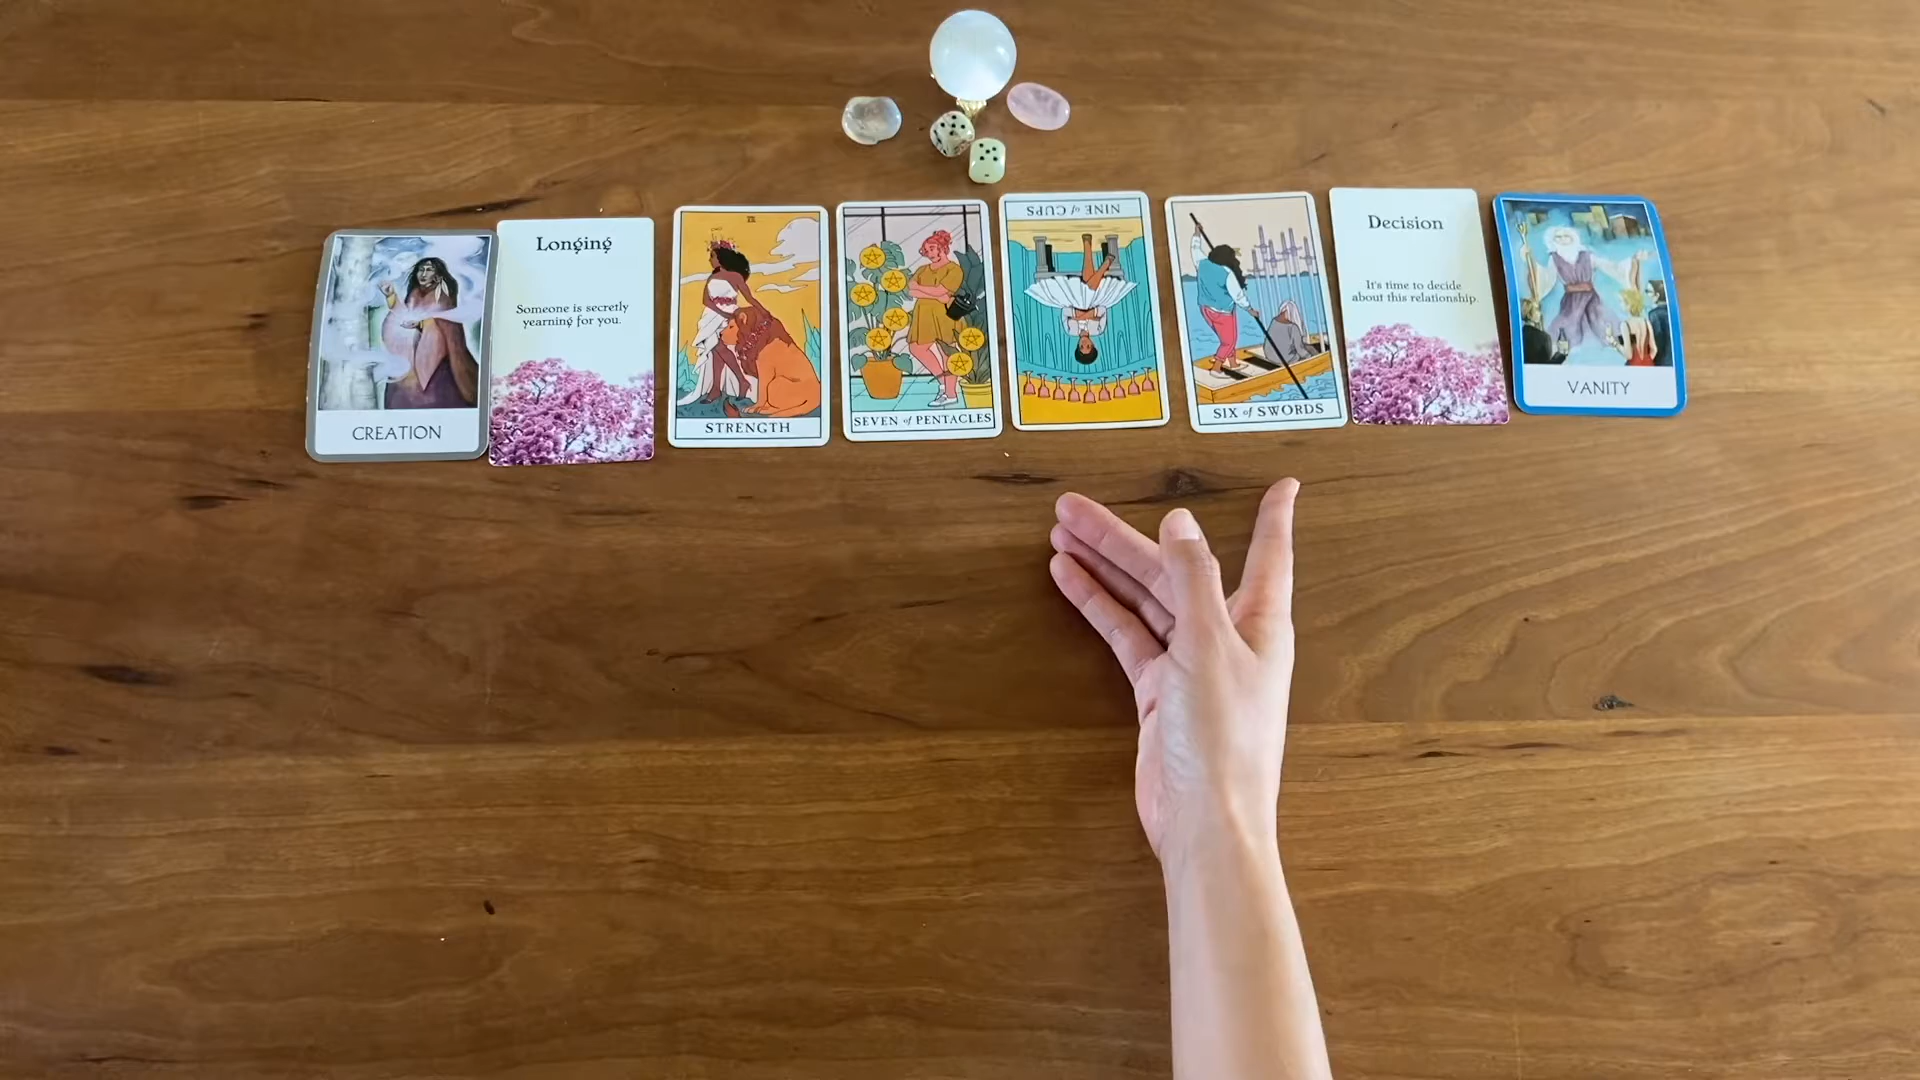 CREATION
Longing
Someone is secretly
yearning for you.
STRENGTH
SEVEN of PENTACLES
NINE of CUPS
SIX of SWORDS
Decision
It's time to decide
about this relationship.
VANITY